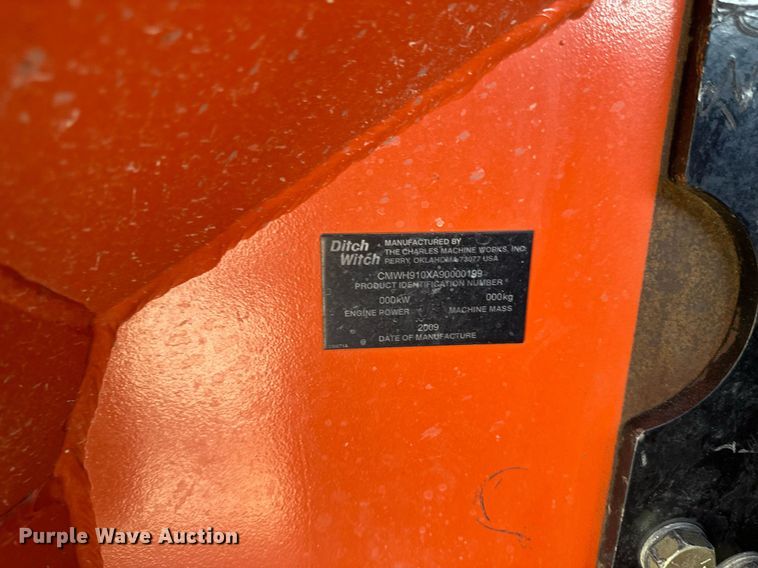 Ditch Witch
MANUFACTURED BY
THE CHARLES MACHINE WORKS, INC.
PERRY, OKLAHOMA 73077 USA
CMWH910XA90000199
PRODUCT IDENTIFICATION NUMBER
000kW 000kg
ENGINE POWER MACHINE MASS
2009
DATE OF MANUFACTURE
Purple Wave Auction